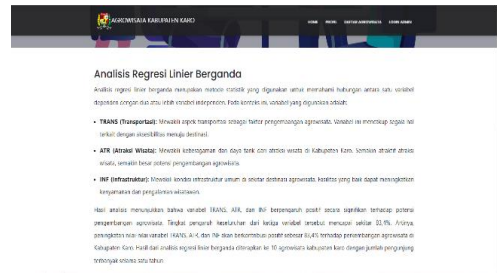 AGROWISATA KABUPATEN KARO
HOME PROFIL DAFTAR AGROWISATA LOGIN ADMIN
Analisis Regresi Linier Berganda
Analisis regresi linier berganda merupakan metode statistik yang digunakan untuk memahami hubungan antara satu variabel
dependen dengan dua atau lebih variabel independen. Pada konteks ini, variabel yang digunakan adalah:
• TRANS (Transportasi): Mewakili aspek transportasi sebagai faktor pengembangan agrowisata. Variabel ini mencakup segala hal
terkait dengan aksesibilitas menuju destinasi.
• ATR (Atraksi Wisata): Mewakili keberagaman dan daya tarik dari atraksi wisata di Kabupaten Karo. Semakin atraktif atraksi
wisata, semakin besar potensi pengembangan agrowisata.
• INF (Infrastruktur): Mewakili kondisi infrastruktur umum di sekitar destinasi agrowisata. Fasilitas yang baik dapat meningkatkan
kenyamanan dan pengalaman wisatawan.
Hasil analisis menunjukkan bahwa variabel TRANS, ATR, dan INF berpengaruh positif secara signifikan terhadap potensi
pengembangan agrowisata. Tingkat pengaruh keseluruhan dari ketiga variabel tersebut mencapai sekitar 83,4%. Artinya,
peningkatan nilai-nilai variabel TRANS, ATR, dan INF akan berkontribusi positif sebesar 83,4% terhadap perkembangan agrowisata di
Kabupaten Karo. Hasil dari analisis regresi linier berganda diterapkan ke 10 agrowisata kabupaten karo dengan jumlah pengunjung
terbanyak selama satu tahun